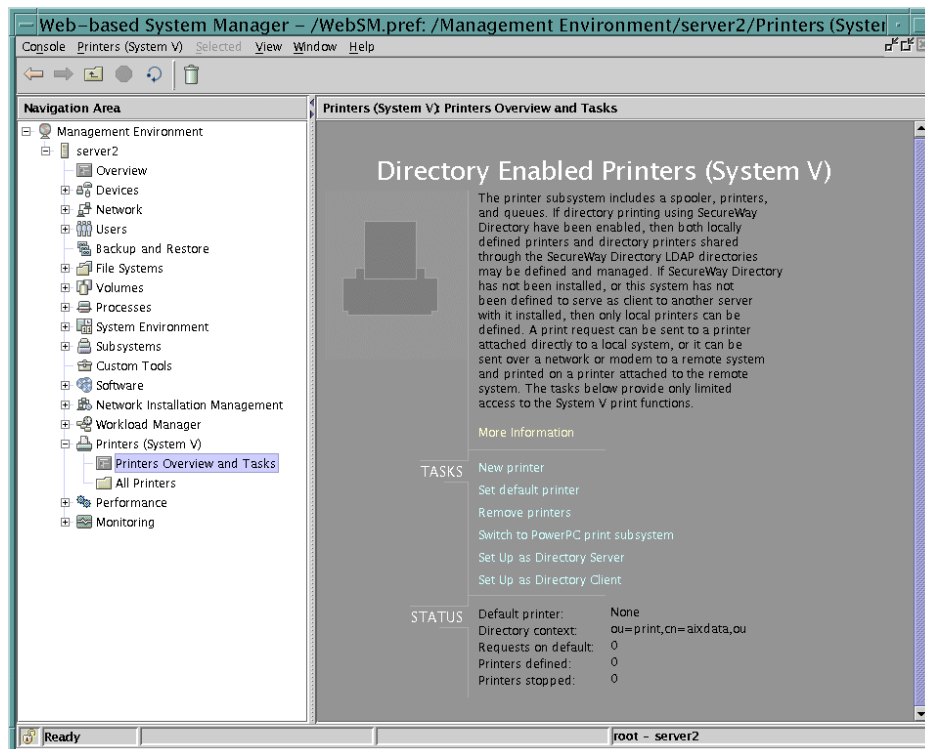 Web-based System Manager - /WebSM.pref: /Management Environment/server2/Printers (System
Console Printers (System V) Selected View Window Help
Navigation Area
Management Environment
server2
Overview
Devices
Network
Users
Backup and Restore
File Systems
Volumes
Processes
System Environment
Subsystems
Custom Tools
Software
Network Installation Management
Workload Manager
Printers (System V)
Printers Overview and Tasks
All Printers
Performance
Monitoring
Printers (System V): Printers Overview and Tasks
Directory Enabled Printers (System V)
The printer subsystem includes a spooler, printers,
and queues. If directory printing using SecureWay
Directory have been enabled, then both locally
defined printers and directory printers shared
through the SecureWay Directory LDAP directories
may be defined and managed. If SecureWay Directory
has not been installed, or this system has not
been defined to serve as client to another server
with it installed, then only local printers can be
defined. A print request can be sent to a printer
attached directly to a local system, or it can be
sent over a network or modem to a remote system
and printed on a printer attached to the remote
system. The tasks below provide only limited
access to the System V print functions.
More Information
TASKS
New printer
Set default printer
Remove printers
Switch to PowerPC print subsystem
Set Up as Directory Server
Set Up as Directory Client
STATUS
Default printer: None
Directory context: ou=print,cn=aixdata,ou
Requests on default: 0
Printers defined: 0
Printers stopped: 0
Ready
root - server2